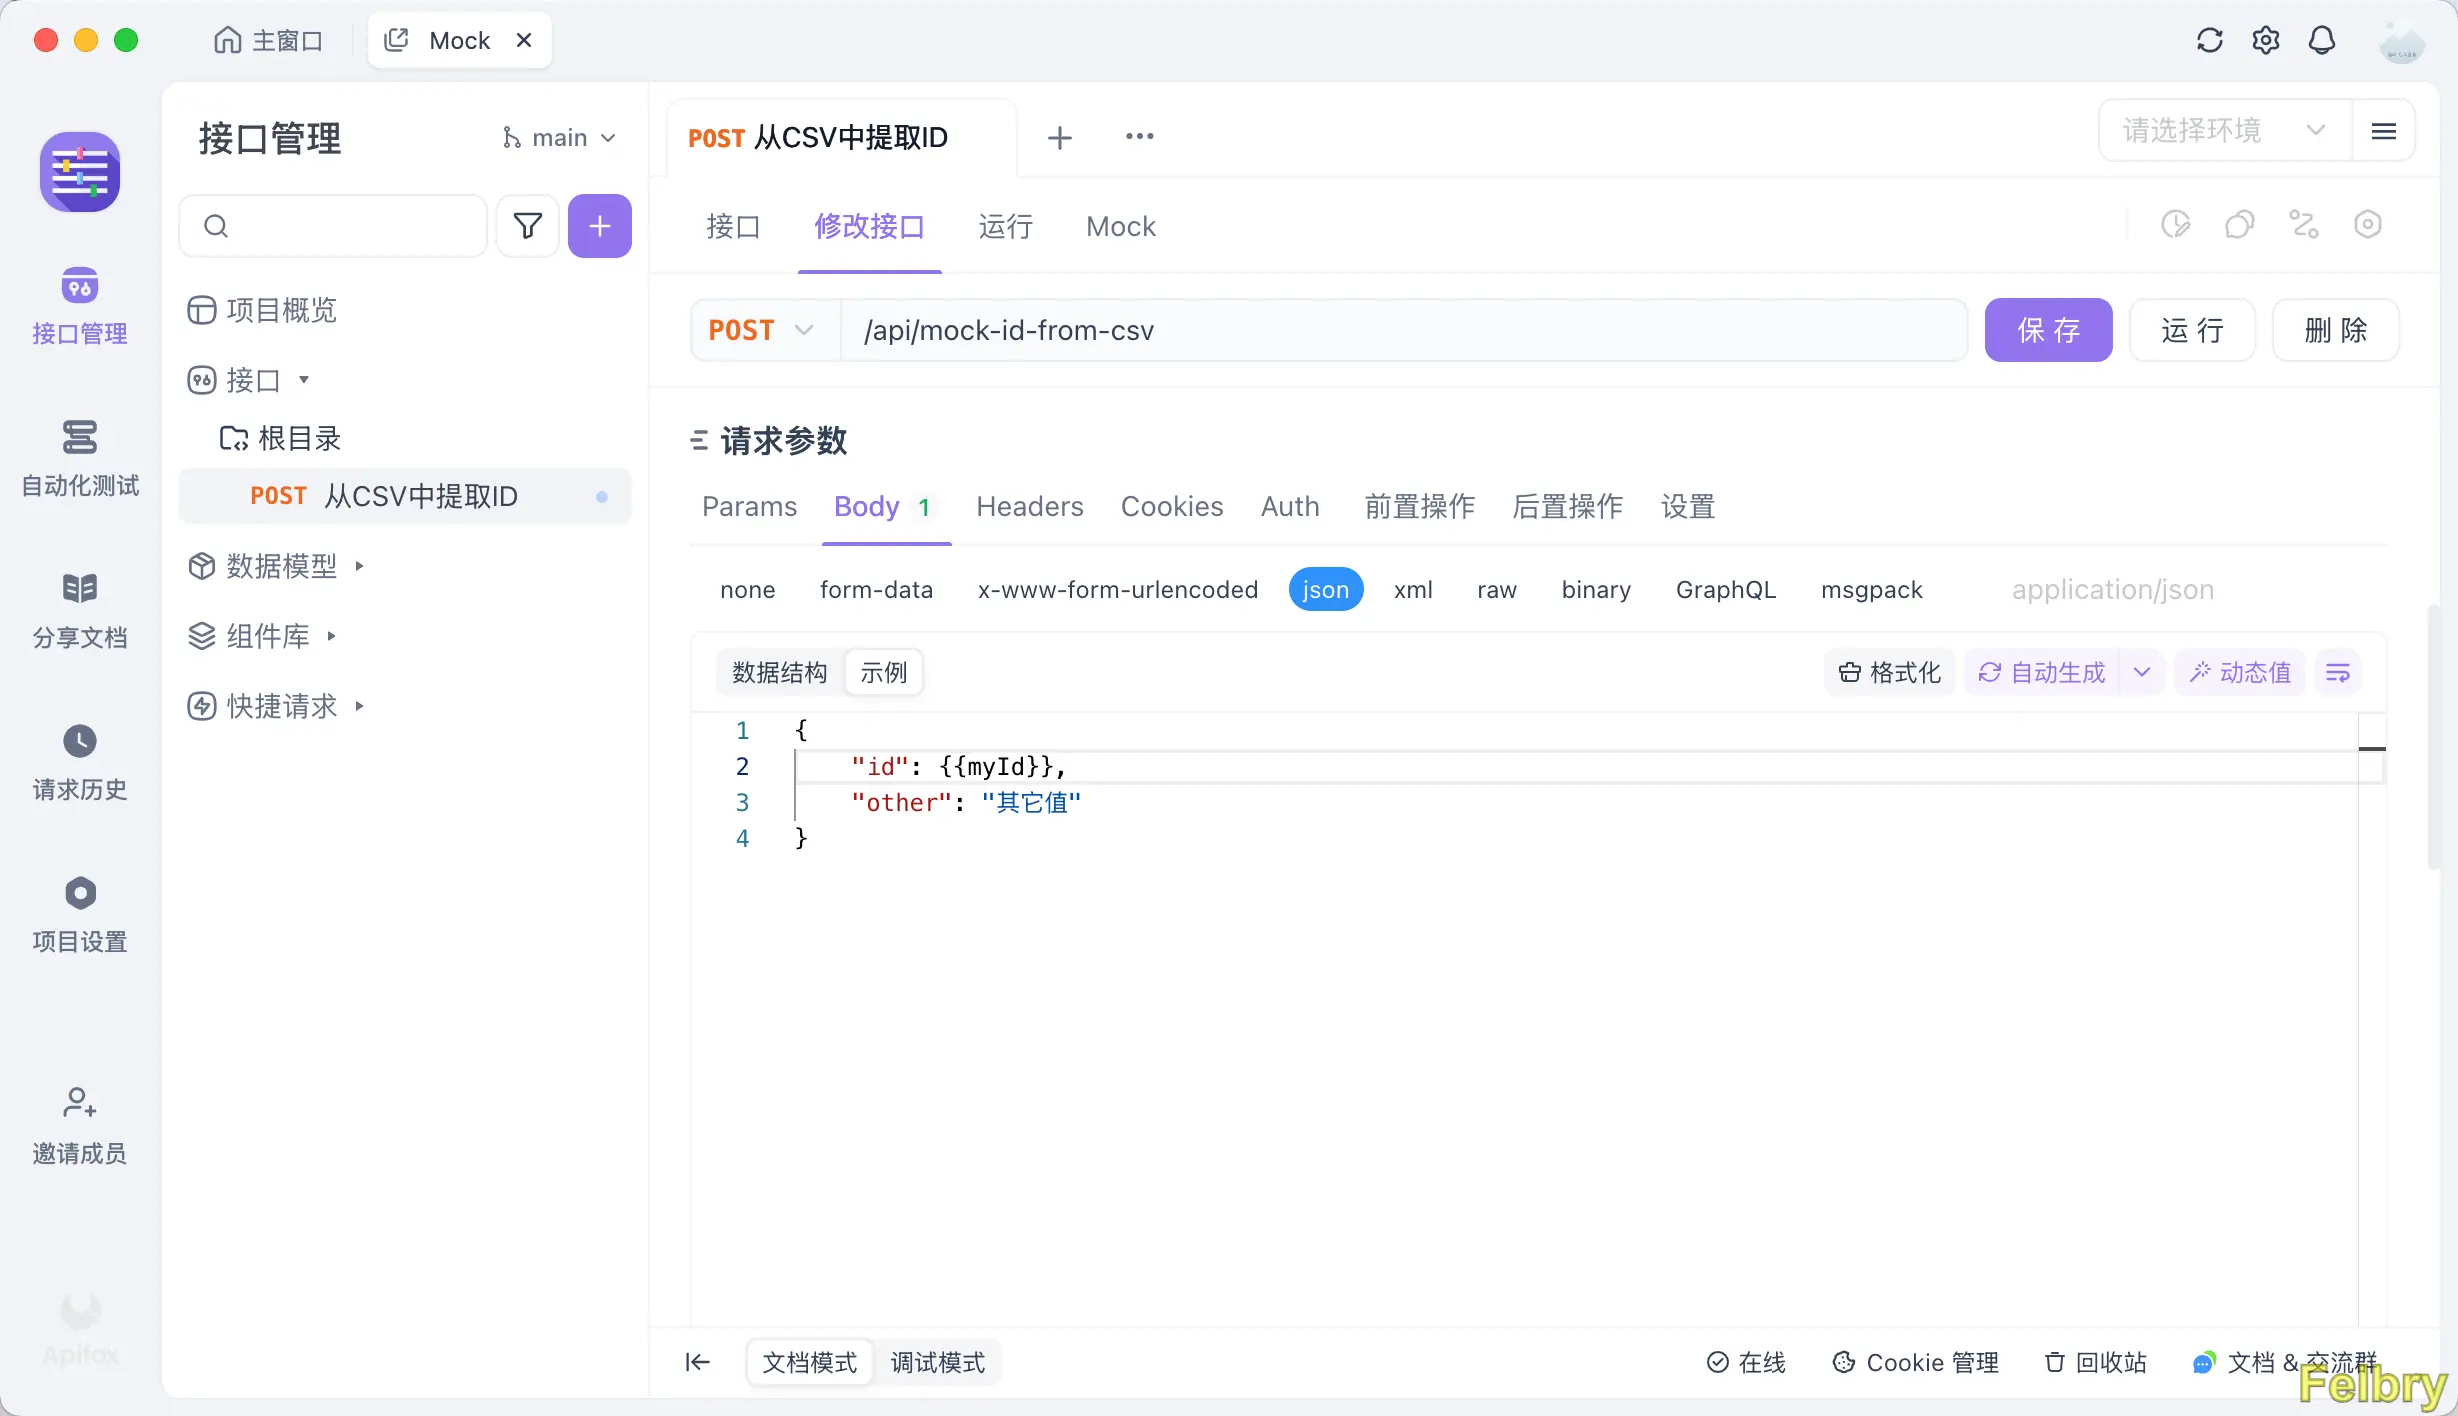 主窗口
Mock
接口管理
main
POST 从CSV中提取ID
请选择环境
接口管理
自动化测试
分享文档
请求历史
项目设置
邀请成员
Apifox
项目概览
接口
根目录
POST 从CSV中提取ID
数据模型
组件库
快捷请求
接口 修改接口 运行 Mock
POST /api/mock-id-from-csv
保 存 运 行 删 除
请求参数
Params Body 1 Headers Cookies Auth 前置操作 后置操作 设置
none form-data x-www-form-urlencoded json xml raw binary GraphQL msgpack application/json
数据结构 示例 格式化 自动生成 动态值
1 {
2 "id": {{myId}},
3 "other": "其它值"
4 }
文档模式 调试模式 在线 Cookie 管理 回收站 文档 & 交流群
Felbry